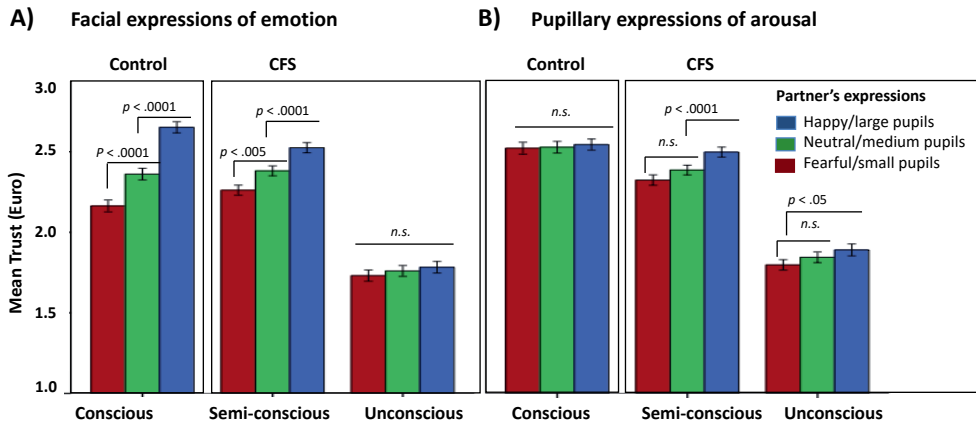 A) Facial expressions of emotion
B) Pupillary expressions of arousal
Control
CFS
Control
CFS
Mean Trust (Euro)
3.0
2.5
2.0
1.5
1.0
p < .0001
P < .0001
p < .0001
p < .005
n.s.
n.s.
p < .0001
n.s.
p < .05
n.s.
Partner's expressions
Happy/large pupils
Neutral/medium pupils
Fearful/small pupils
Conscious
Semi-conscious
Unconscious
Conscious
Semi-conscious
Unconscious